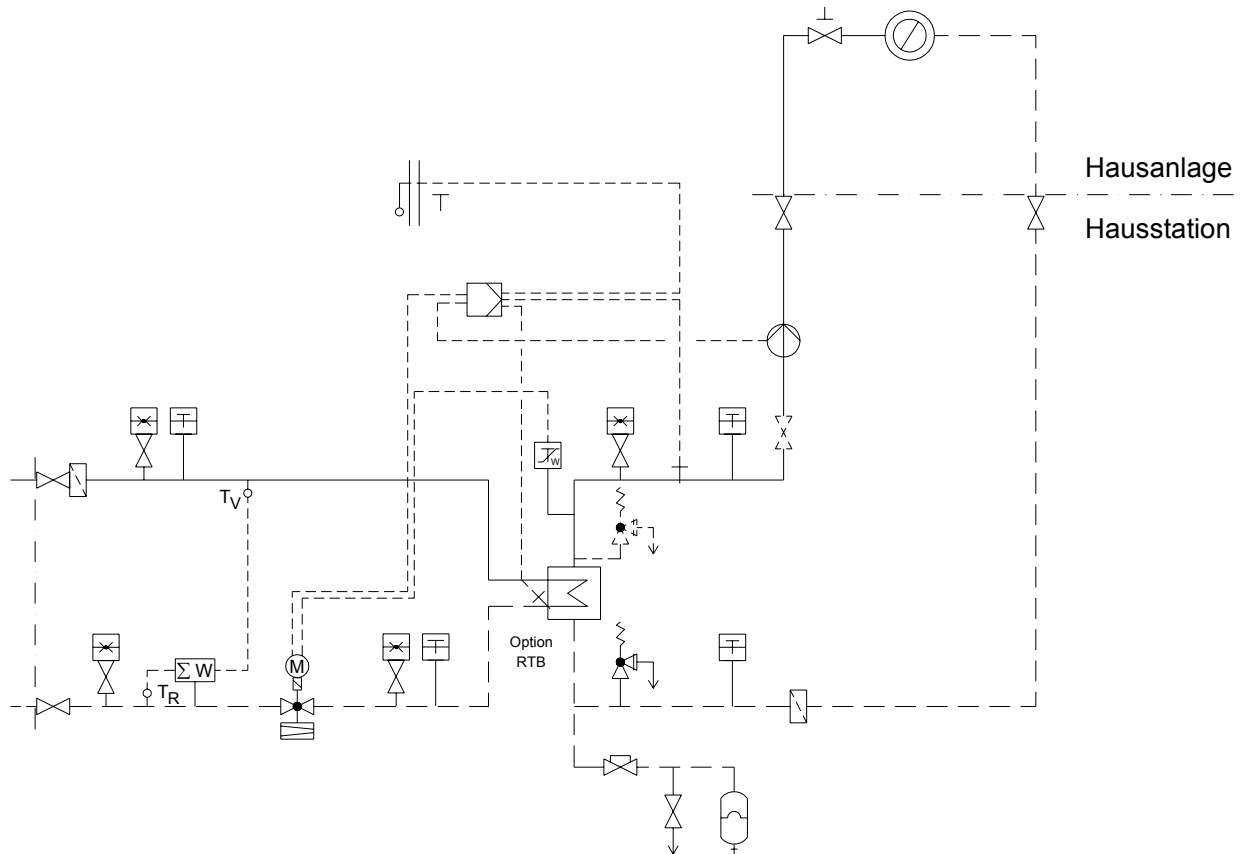 Hausanlage
Hausstation
W
T_V
Option
RTB
Σ W
M
T_R